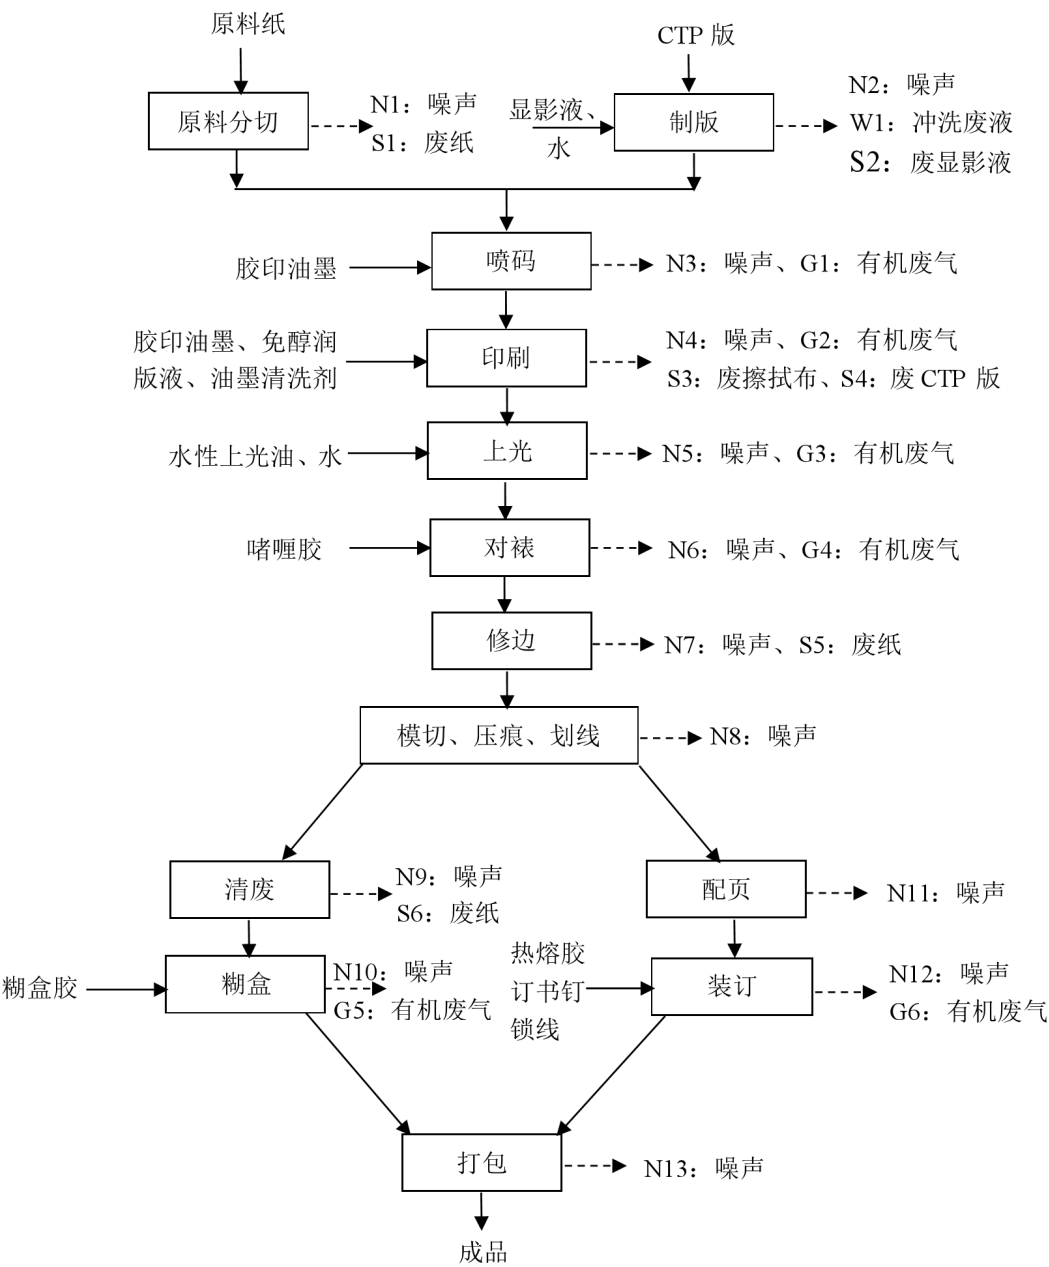 原料纸
CTP 版
原料分切
N1：噪声
S1：废纸
显影液、
水
制版
N2：噪声
W1：冲洗废液
S2：废显影液
胶印油墨
喷码
N3：噪声、G1：有机废气
胶印油墨、免醇润
版液、油墨清洗剂
印刷
N4：噪声、G2：有机废气
S3：废擦拭布、S4：废 CTP 版
水性上光油、水
上光
N5：噪声、G3：有机废气
啫喱胶
对裱
N6：噪声、G4：有机废气
修边
N7：噪声、S5：废纸
模切、压痕、划线
N8：噪声
清废
N9：噪声
S6：废纸
配页
N11：噪声
糊盒胶
糊盒
N10：噪声
G5：有机废气
热熔胶
订书钉
锁线
装订
N12：噪声
G6：有机废气
打包
N13：噪声
成品